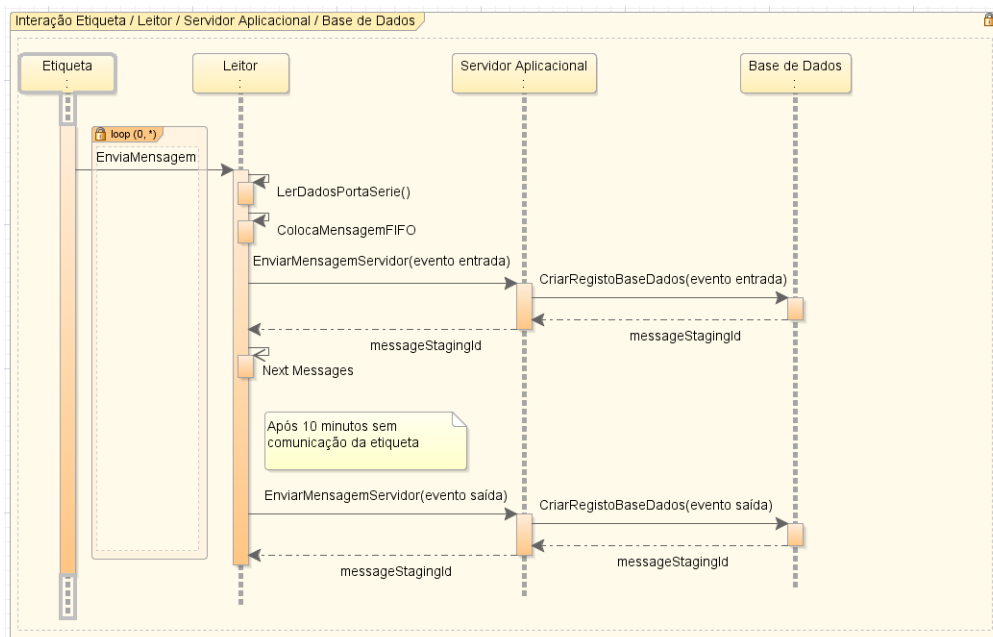 Interação Etiqueta / Leitor / Servidor Aplicacional / Base de Dados
Etiqueta
:
Leitor
:
Servidor Aplicacional
:
Base de Dados
:
loop (0, *)
EnviaMensagem
LerDadosPortaSerie()
ColocaMensagemFIFO
EnviarMensagemServidor(evento entrada)
CriarRegistoBaseDados(evento entrada)
messageStagingId
messageStagingId
Next Messages
Após 10 minutos sem
comunicação da etiqueta
EnviarMensagemServidor(evento saída)
CriarRegistoBaseDados(evento saída)
messageStagingId
messageStagingId